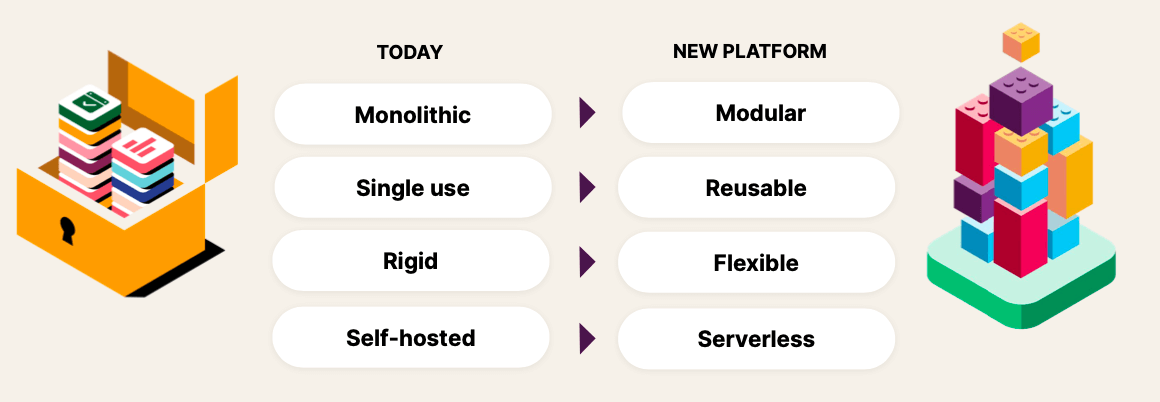 TODAY
NEW PLATFORM
Monolithic
Modular
Single use
Reusable
Rigid
Flexible
Self-hosted
Serverless